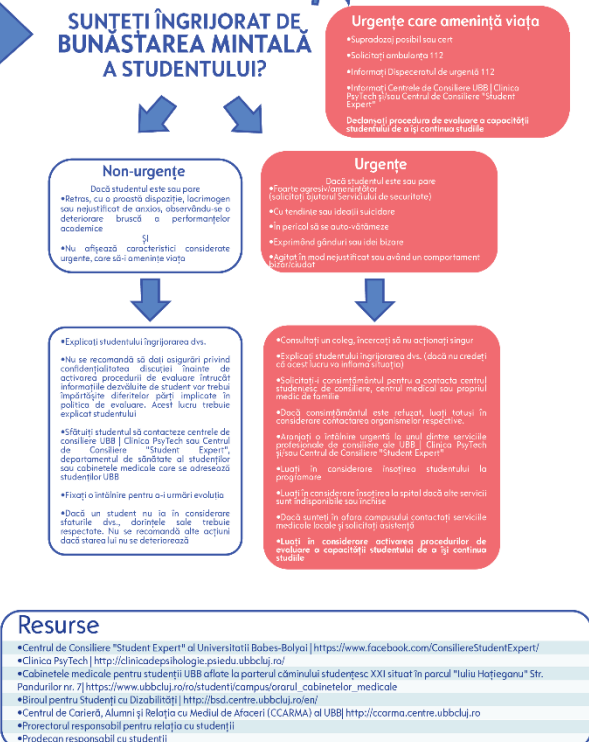 SUNTEȚI ÎNGRIJORAT DE
BUNĂSTAREA MINTALĂ
A STUDENTULUI?
Urgențe care amenință viața
•Supradozaj posibil sau cert
•Solicitați ambulanța 112
•Informați Dispeceratul de urgență 112
•Informați Centrele de Consiliere UBB | Clinica
PsyTech și/sau Centrul de Consiliere "Student
Expert"
Declanșați procedura de evaluare a capacității
studentului de a își continua studiile
Non-urgențe
Dacă studentul este sau pare
•Retras, cu o proastă dispoziție, lacrimogen
sau nejustificat de anxios, observându-se o
deteriorare bruscă a performanțelor
academice
ȘI
•Nu afișează caracteristici considerate
urgente, care să-i amenințe viața
Urgențe
Dacă studentul este sau pare
•Foarte agresiv/amenințător
(solicitați ajutorul Serviciului de securitate)
•Cu tendințe sau ideații suicidare
•În pericol să se auto-vătămeze
•Exprimând gânduri sau idei bizare
•Agitat în mod nejustificat sau având un comportament
bizar/ciudat
•Explicați studentului îngrijorarea dvs.
•Nu se recomandă să dați asigurări privind
confidențialitatea discuției înainte de
activarea procedurii de evaluare întrucât
informațiile dezvăluite de student vor trebui
împărtășite diferitelor părți implicate în
politica de evaluare. Acest lucru trebuie
explicat studentului
•Sfătuiți studentul să contacteze centrele de
consiliere UBB | Clinica PsyTech sau Centrul
de Consiliere "Student Expert",
departamentul de sănătate al studenților
sau cabinetele medicale care se adresează
studenților UBB
•Fixați o întâlnire pentru a-i urmări evoluția
•Dacă un student nu ia în considerare
sfaturile dvs., dorințele sale trebuie
respectate. Nu se recomandă alte acțiuni
dacă starea lui nu se deteriorează
•Consultați un coleg, încercați să nu acționați singur
•Explicați studentului îngrijorarea dvs. (dacă nu credeți
că acest lucru va inflama situația)
•Solicitați-i consimțământul pentru a contacta centrul
studențesc de consiliere, centrul medical sau propriul
medic de familie
•Dacă consimțământul este refuzat, luați totuși în
considerare contactarea organismelor respective.
•Aranjați o întâlnire urgentă la unul dintre serviciile
profesionale de consiliere ale UBB | Clinica PsyTech
și/sau Centrul de Consiliere "Student Expert"
•Luați în considerare însoțirea studentului la
programare
•Luați în considerare însoțirea la spital dacă alte servicii
sunt indisponibile sau închise
•Dacă sunteți în afara campusului contactați serviciile
medicale locale și solicitați asistență
•Luați în considerare activarea procedurilor de
evaluare a capacității studentului de a își continua
studiile
Resurse
•Centrul de Consiliere "Student Expert" al Universitatii Babes-Bolyai | https://www.facebook.com/ConsiliereStudentExpert/
•Clinica PsyTech | http://clinicadepsihologie.psiedu.ubbcluj.ro/
•Cabinetele medicale pentru studenții UBB aflate la parterul căminului studențesc XXI situat în parcul "Iuliu Hațieganu" Str.
Pandurilor nr. 7| https://www.ubbcluj.ro/ro/studenti/campus/orarul_cabinetelor_medicale
•Biroul pentru Studenți cu Dizabilități | http://bsd.centre.ubbcluj.ro/en/
•Centrul de Carieră, Alumni și Relația cu Mediul de Afaceri (CCARMA) al UBB| http://ccarma.centre.ubbcluj.ro
•Prorectorul responsabil pentru relația cu studenții
•Prodecan responsabil cu studenții